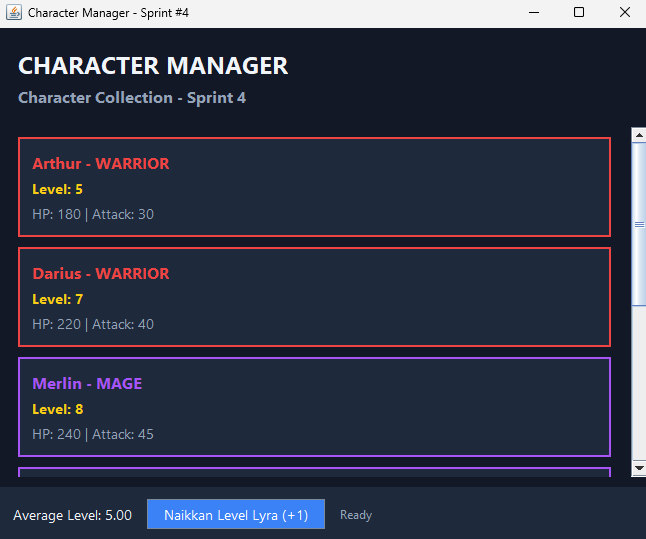 Character Manager - Sprint #4
CHARACTER MANAGER
Character Collection - Sprint 4
Arthur - WARRIOR
Level: 5
HP: 180 | Attack: 30
Darius - WARRIOR
Level: 7
HP: 220 | Attack: 40
Merlin - MAGE
Level: 8
HP: 240 | Attack: 45
Average Level: 5.00
Naikkan Level Lyra (+1)
Ready